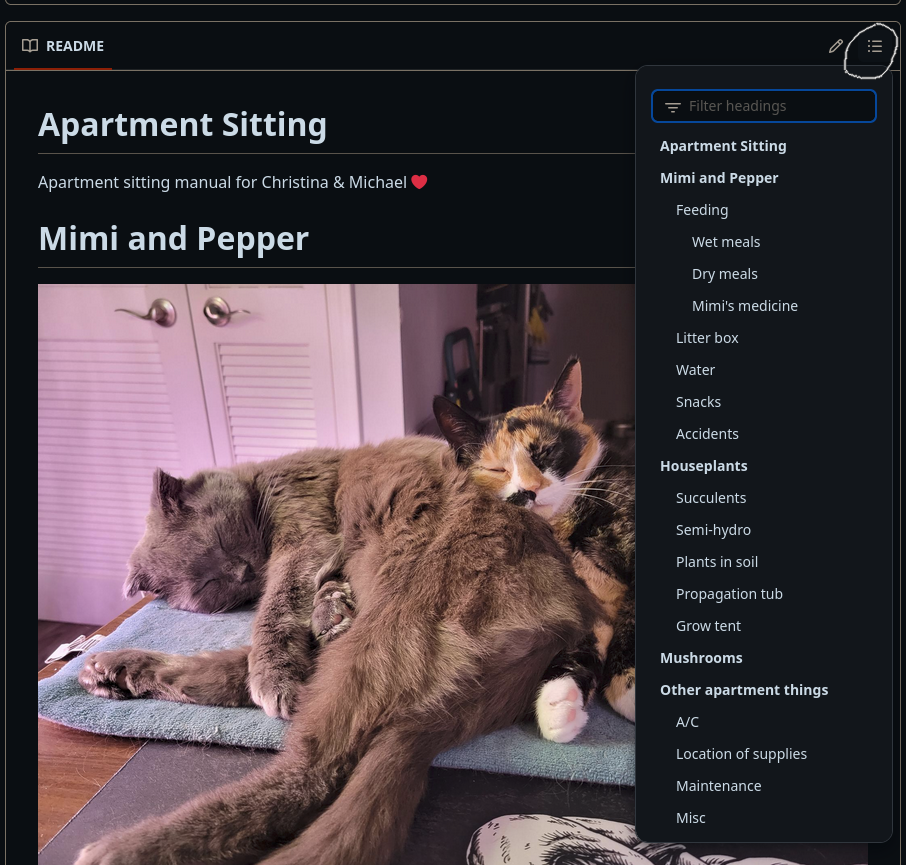 README
Filter headings
Apartment Sitting
Mimi and Pepper
Feeding
Wet meals
Dry meals
Mimi's medicine
Litter box
Water
Snacks
Accidents
Houseplants
Succulents
Semi-hydro
Plants in soil
Propagation tub
Grow tent
Mushrooms
Other apartment things
A/C
Location of supplies
Maintenance
Misc
Apartment Sitting
Apartment sitting manual for Christina & Michael ❤️
Mimi and Pepper